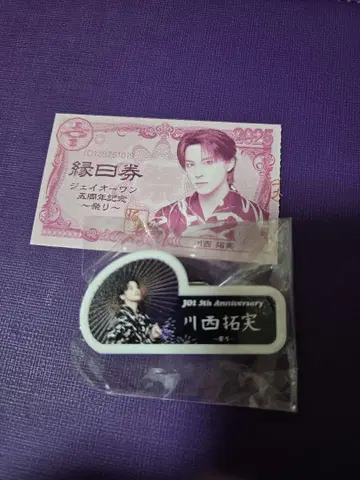 2025
縁日券
ジェイオーワン
五周年記念
～祭り～
川西 拓実
JO1 5th Anniversary
川西拓実
～祭り～